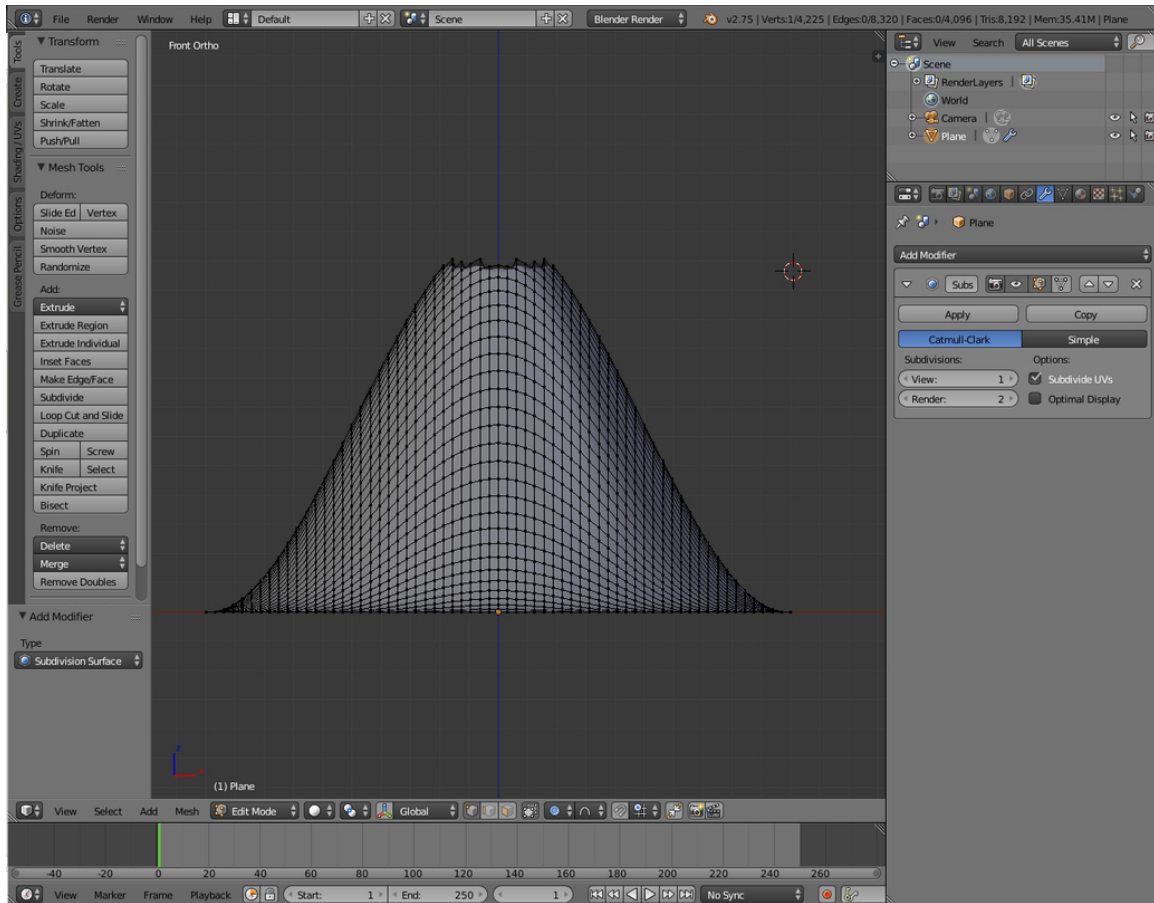 File Render Window Help Default Scene Blender Render v2.75 | Verts:1/4,225 | Edges:0/8,320 | Faces:0/4,096 | Tris:8,192 | Mem:35.41M | Plane
Tools
Create
Shading / UVs
Options
Grease Pencil
Transform
Translate
Rotate
Scale
Shrink/Fatten
Push/Pull
Mesh Tools
Deform:
Slide Ed Vertex
Noise
Smooth Vertex
Randomize
Add:
Extrude
Extrude Region
Extrude Individual
Inset Faces
Make Edge/Face
Subdivide
Loop Cut and Slide
Duplicate
Spin Screw
Knife Select
Knife Project
Bisect
Remove:
Delete
Merge
Remove Doubles
Add Modifier
Type
Subdivision Surface
Front Ortho
z
x
(1) Plane
View Select Add Mesh Edit Mode Global
-40 -20 0 20 40 60 80 100 120 140 160 180 200 220 240 260
View Marker Frame Playback Start: 1 End: 250 1 No Sync
View Search All Scenes
Scene
RenderLayers |
World
Camera |
Plane |
Plane
Add Modifier
Subs
Apply Copy
Catmull-Clark Simple
Subdivisions: Options:
View: 1 Subdivide UVs
Render: 2 Optimal Display